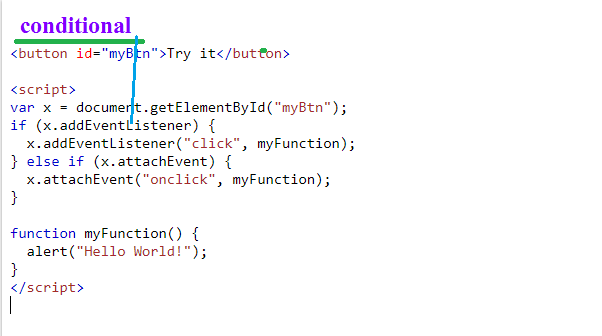 conditional
<button id="myBtn">Try it</button>
<script>
var x = document.getElementById("myBtn");
if (x.addEventListener) {
  x.addEventListener("click", myFunction);
} else if (x.attachEvent) {
  x.attachEvent("onclick", myFunction);
}
function myFunction() {
  alert("Hello World!");
}
</script>